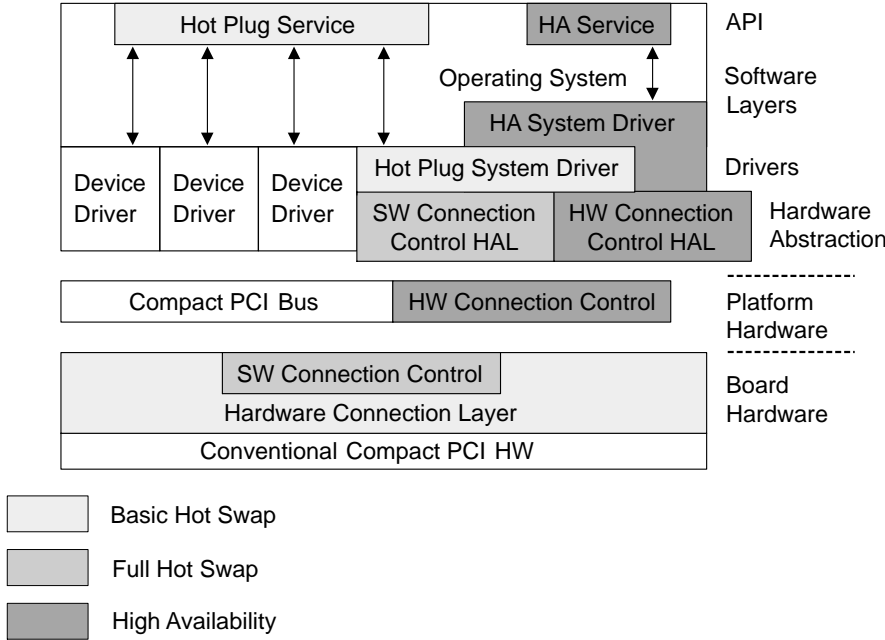 Hot Plug Service
HA Service
API
Operating System
Software
Layers
HA System Driver
Device
Driver
Device
Driver
Device
Driver
Hot Plug System Driver
Drivers
SW Connection
Control HAL
HW Connection
Control HAL
Hardware
Abstraction
Compact PCI Bus
HW Connection Control
Platform
Hardware
SW Connection Control
Hardware Connection Layer
Board
Hardware
Conventional Compact PCI HW
Basic Hot Swap
Full Hot Swap
High Availability